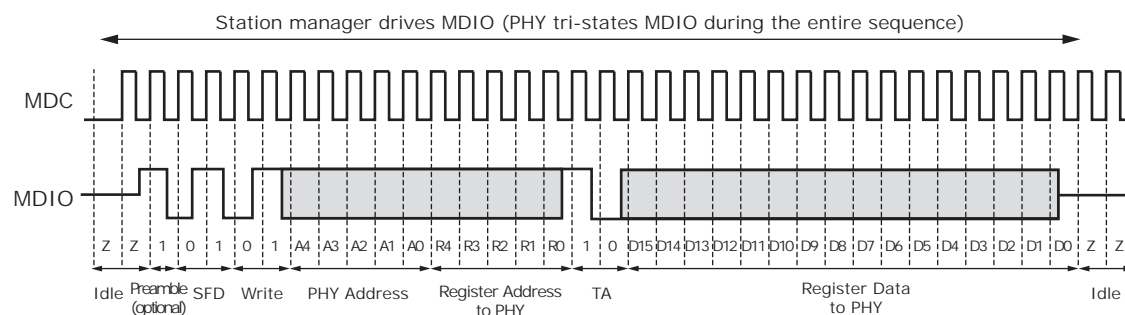 Station manager drives MDIO (PHY tri-states MDIO during the entire sequence)
MDC
MDIO
Z Z 1 0 1 0 1 A4 A3 A2 A1 A0 R4 R3 R2 R1 R0 1 0 D15 D14 D13 D12 D11 D10 D9 D8 D7 D6 D5 D4 D3 D2 D1 D0 Z Z
Idle Preamble (optional) SFD Write PHY Address Register Address to PHY TA Register Data to PHY Idle